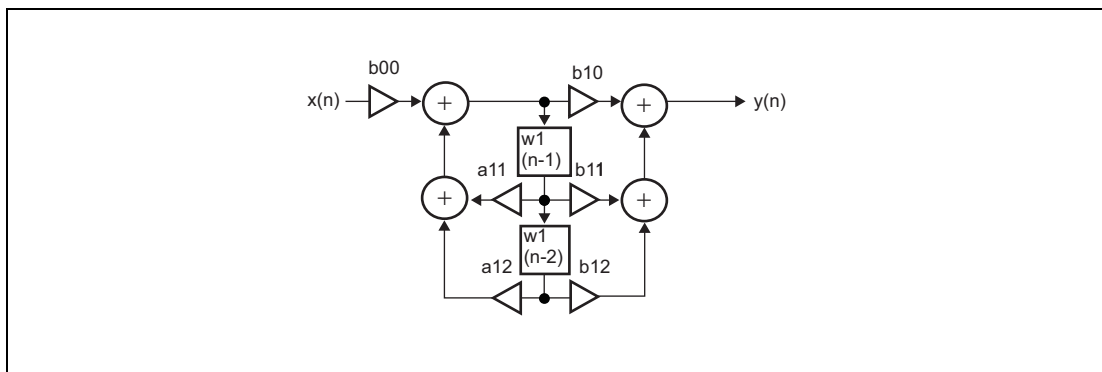 b00
b10
x(n)
+
+
y(n)
w1
(n-1)
a11
b11
+
+
w1
(n-2)
a12
b12